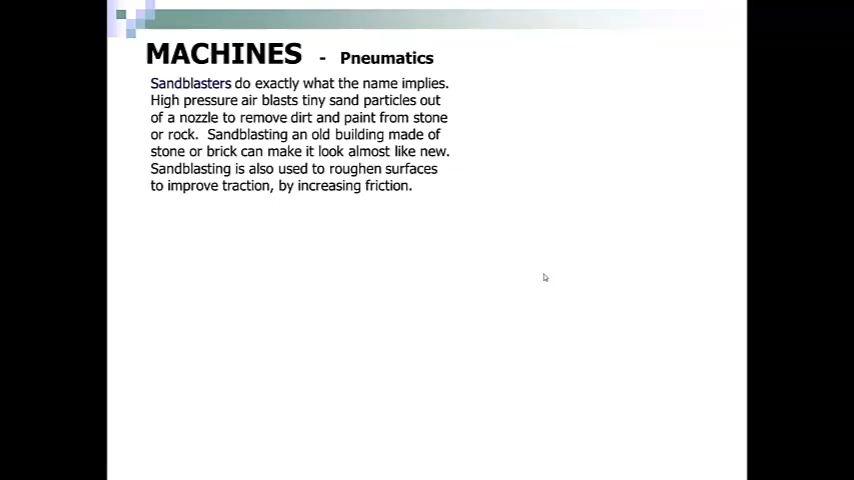 MACHINES - Pneumatics
Sandblasters do exactly what the name implies.
High pressure air blasts tiny sand particles out
of a nozzle to remove dirt and paint from stone
or rock. Sandblasting an old building made of
stone or brick can make it look almost like new.
Sandblasting is also used to roughen surfaces
to improve traction, by increasing friction.